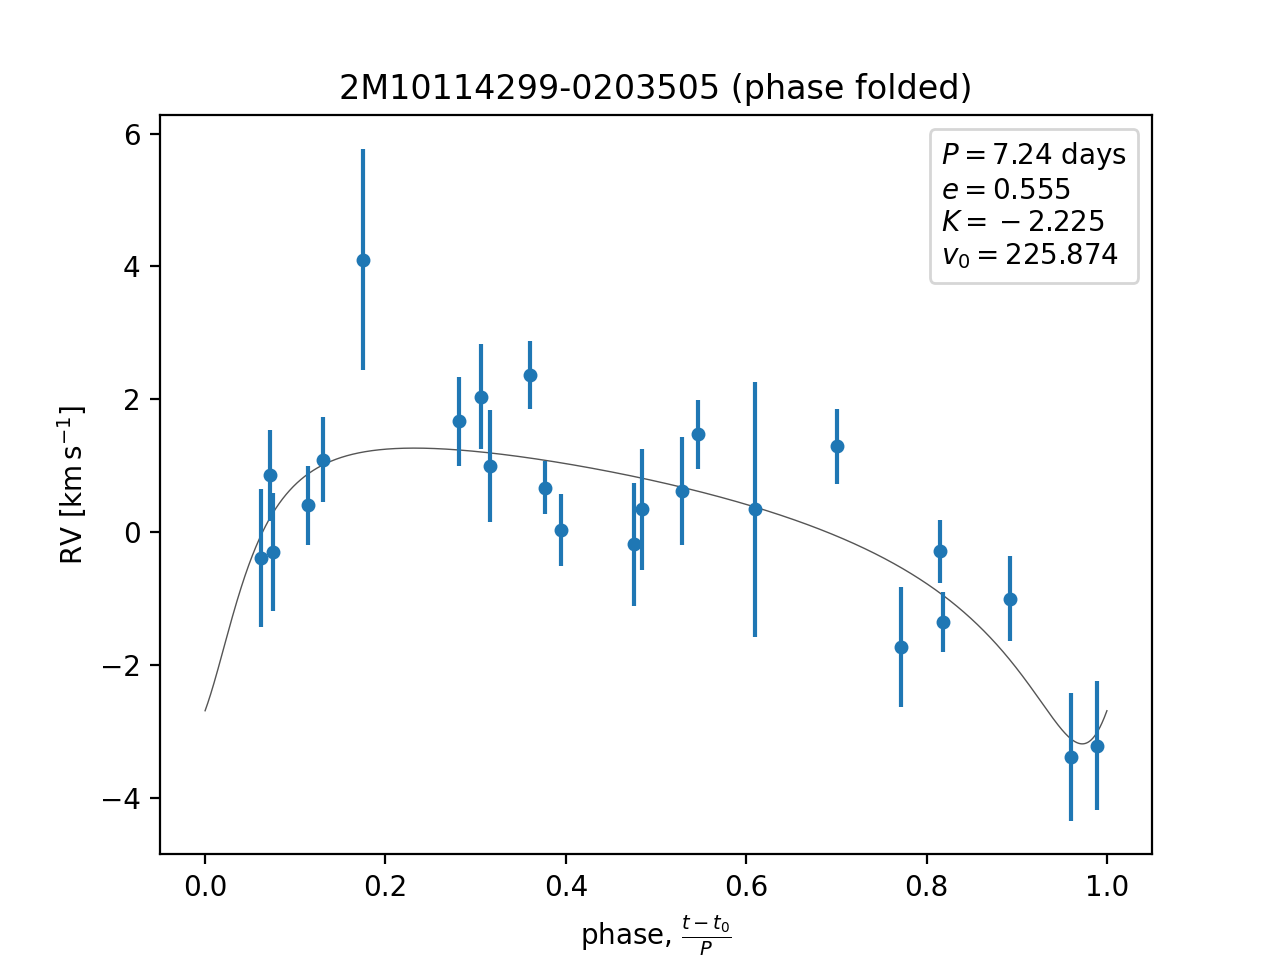 2M10114299-0203505 (phase folded)
P = 7.24 days
e = 0.555
K = −2.225
v₀ = 225.874
RV [km s⁻¹]
6
4
2
0
−2
−4
0.0 0.2 0.4 0.6 0.8 1.0
phase, (t − t₀)/P